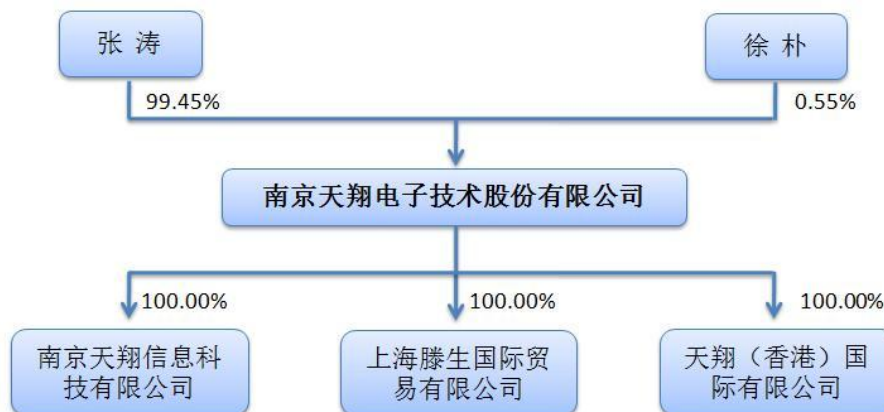 张 涛
徐 朴
99.45%
0.55%
南京天翔电子技术股份有限公司
100.00%
100.00%
100.00%
南京天翔信息科
技有限公司
上海滕生国际贸
易有限公司
天翔（香港）国
际有限公司